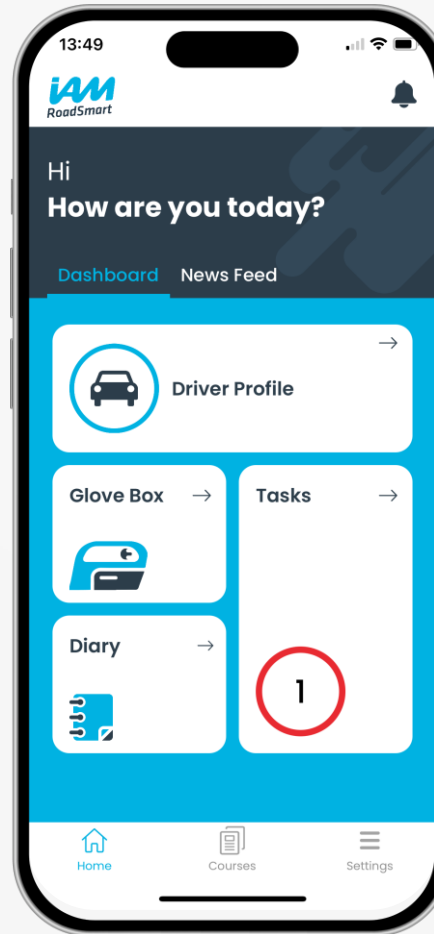 13:49
iAM
RoadSmart
Hi
How are you today?
Dashboard News Feed
Driver Profile
Glove Box
Tasks
Diary
1
Home Courses Settings